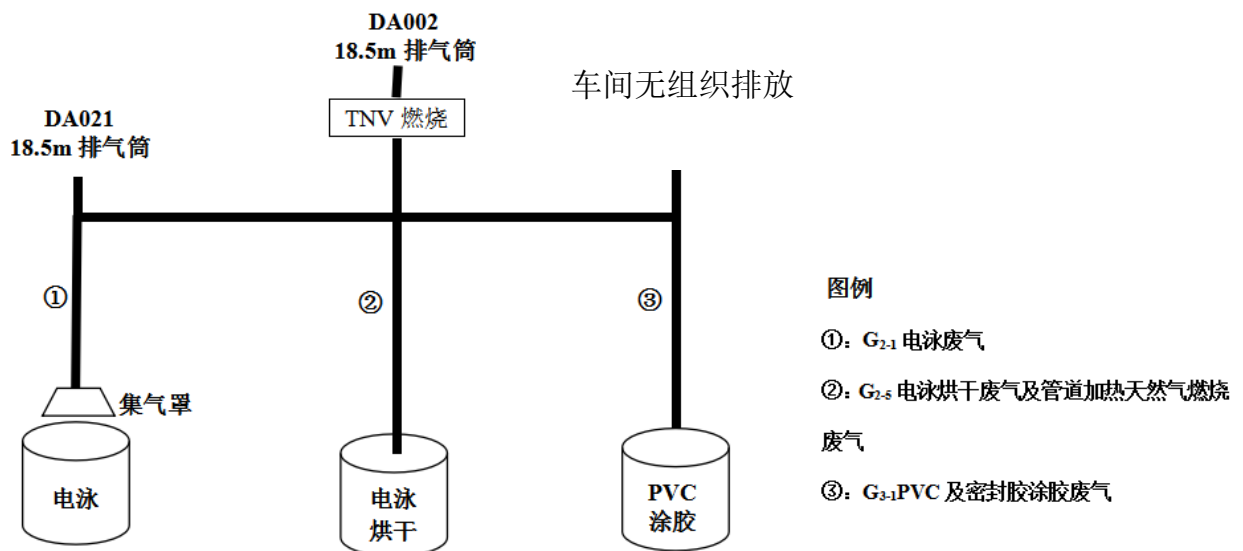 DA002
18.5m 排气筒
车间无组织排放
TNV 燃烧
DA021
18.5m 排气筒
①
②
③
集气罩
电泳
电泳
烘干
PVC
涂胶
图例
①：G2-1 电泳废气
②：G2-5 电泳烘干废气及管道加热天然气燃烧
废气
③：G3-1PVC 及密封胶涂胶废气